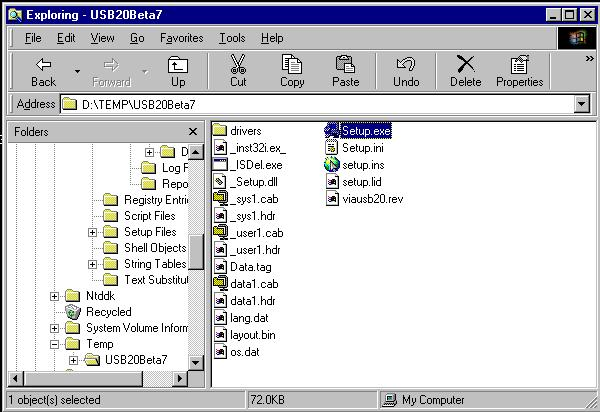 Exploring - USB20Beta7
File Edit View Go Favorites Tools Help
Back Forward Up Cut Copy Paste Undo Delete Properties »
Address D:\TEMP\USB20Beta7
Folders
D
Log F
Repo
Registry Entrie
Script Files
Setup Files
Shell Objects
String Tables
Text Substitut
Ntddk
Recycled
System Volume Inform
Temp
USB20Beta7
drivers
_inst32i.ex_
_ISDel.exe
_Setup.dll
_sys1.cab
_sys1.hdr
_user1.cab
_user1.hdr
Data.tag
data1.cab
data1.hdr
lang.dat
layout.bin
os.dat
Setup.exe
Setup.ini
setup.ins
setup.lid
viausb20.rev
1 object(s) selected 72.0KB My Computer